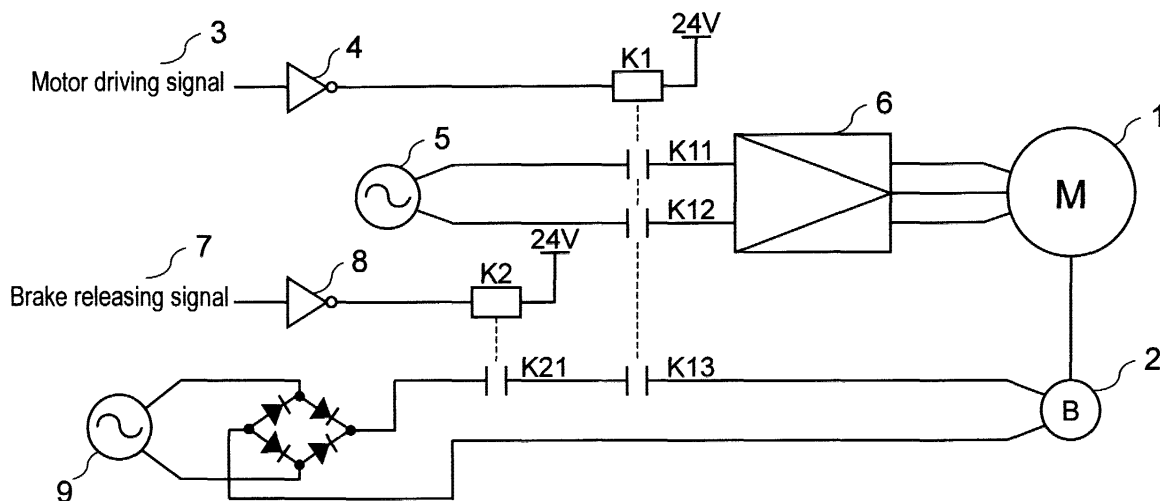 3
4
24V
Motor driving signal
K1
6
1
5
K11
M
K12
24V
7
8
K2
Brake releasing signal
K21
K13
2
B
9